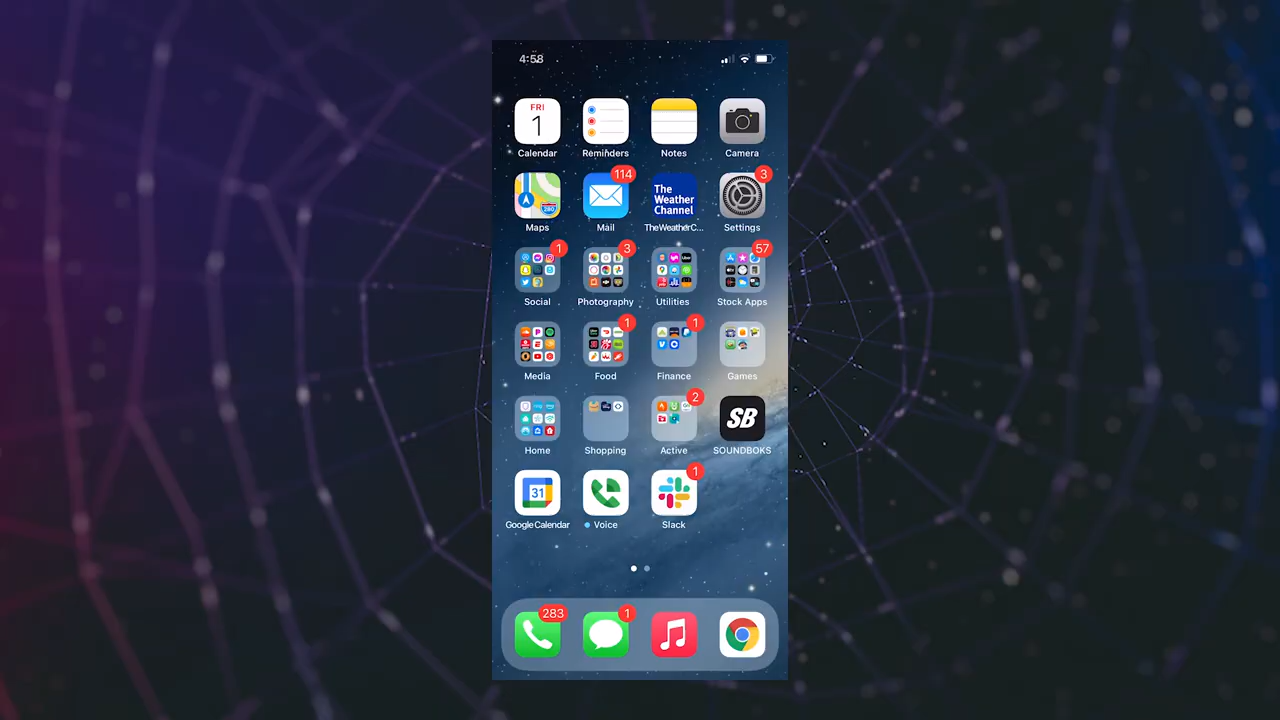 4:58
FRI
1
Calendar
Reminders
Notes
Camera
114
The
Weather
Channel
3
Maps
Mail
TheWeatherC...
Settings
1
3
57
Social
Photography
Utilities
Stock Apps
1
1
Media
Food
Finance
Games
2
SB
Home
Shopping
Active
SOUNDBOKS
31
1
Google Calendar
Voice
Slack
283
1